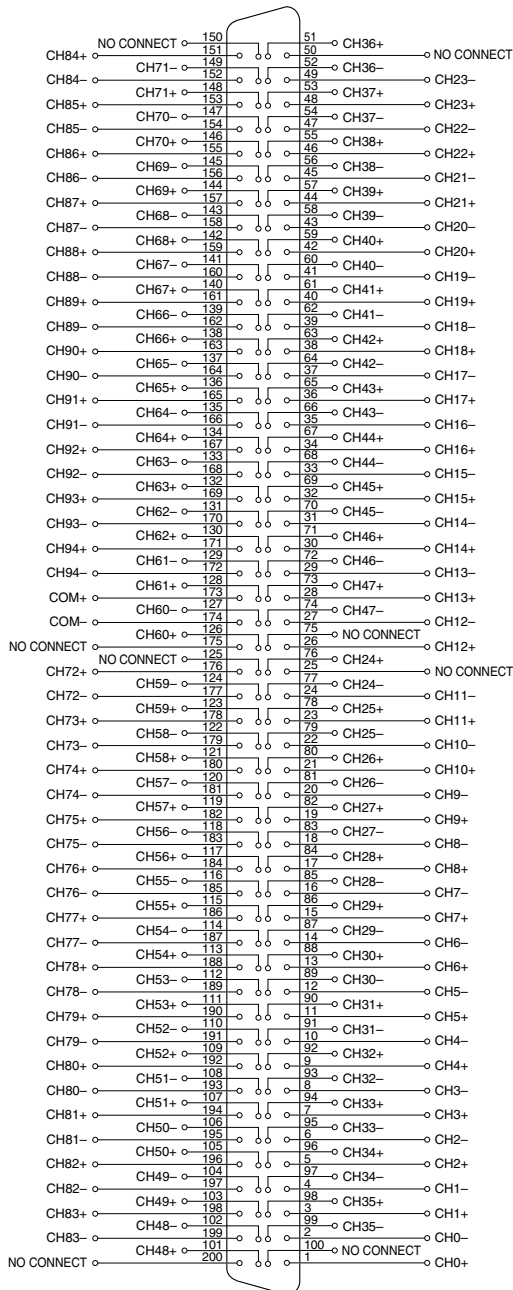 NO CONNECT 150 51 CH36+
CH84+ 151 50 NO CONNECT
CH71– 149 52 CH36–
CH84– 152 49 CH23–
CH71+ 148 53 CH37+
CH85+ 153 48 CH23+
CH70– 147 54 CH37–
CH85– 154 47 CH22–
CH70+ 146 55 CH38+
CH86+ 155 46 CH22+
CH69– 145 56 CH38–
CH86– 156 45 CH21–
CH69+ 144 57 CH39+
CH87+ 157 44 CH21+
CH68– 143 58 CH39–
CH87– 158 43 CH20–
CH68+ 142 59 CH40+
CH88+ 159 42 CH20+
CH67– 141 60 CH40–
CH88– 160 41 CH19–
CH67+ 140 61 CH41+
CH89+ 161 40 CH19+
CH66– 139 62 CH41–
CH89– 162 39 CH18–
CH66+ 138 63 CH42+
CH90+ 163 38 CH18+
CH65– 137 64 CH42–
CH90– 164 37 CH17–
CH65+ 136 65 CH43+
CH91+ 165 36 CH17+
CH64– 135 66 CH43–
CH91– 166 35 CH16–
CH64+ 134 67 CH44+
CH92+ 167 34 CH16+
CH63– 133 68 CH44–
CH92– 168 33 CH15–
CH63+ 132 69 CH45+
CH93+ 169 32 CH15+
CH62– 131 70 CH45–
CH93– 170 31 CH14–
CH62+ 130 71 CH46+
CH94+ 171 30 CH14+
CH61– 129 72 CH46–
CH94– 172 29 CH13–
CH61+ 128 73 CH47+
COM+ 173 28 CH13+
CH60– 127 74 CH47–
COM– 174 27 CH12–
CH60+ 126 75 NO CONNECT
NO CONNECT 175 26 CH12+
NO CONNECT 125 76 CH24+
CH72+ 176 25 NO CONNECT
CH59– 124 77 CH24–
CH72– 177 24 CH11–
CH59+ 123 78 CH25+
CH73+ 178 23 CH11+
CH58– 122 79 CH25–
CH73– 179 22 CH10–
CH58+ 121 80 CH26+
CH74+ 180 21 CH10+
CH57– 120 81 CH26–
CH74– 181 20 CH9–
CH57+ 119 82 CH27+
CH75+ 182 19 CH9+
CH56– 118 83 CH27–
CH75– 183 18 CH8–
CH56+ 117 84 CH28+
CH76+ 184 17 CH8+
CH55– 116 85 CH28–
CH76– 185 16 CH7–
CH55+ 115 86 CH29+
CH77+ 186 15 CH7+
CH54– 114 87 CH29–
CH77– 187 14 CH6–
CH54+ 113 88 CH30+
CH78+ 188 13 CH6+
CH53– 112 89 CH30–
CH78– 189 12 CH5–
CH53+ 111 90 CH31+
CH79+ 190 11 CH5+
CH52– 110 91 CH31–
CH79– 191 10 CH4–
CH52+ 109 92 CH32+
CH80+ 192 9 CH4+
CH51– 108 93 CH32–
CH80– 193 8 CH3–
CH51+ 107 94 CH33+
CH81+ 194 7 CH3+
CH50– 106 95 CH33–
CH81– 195 6 CH2–
CH50+ 105 96 CH34+
CH82+ 196 5 CH2+
CH49– 104 97 CH34–
CH82– 197 4 CH1–
CH49+ 103 98 CH35+
CH83+ 198 3 CH1+
CH48– 102 99 CH35–
CH83– 199 2 CH0–
CH48+ 101 100 NO CONNECT
NO CONNECT 200 1 CH0+